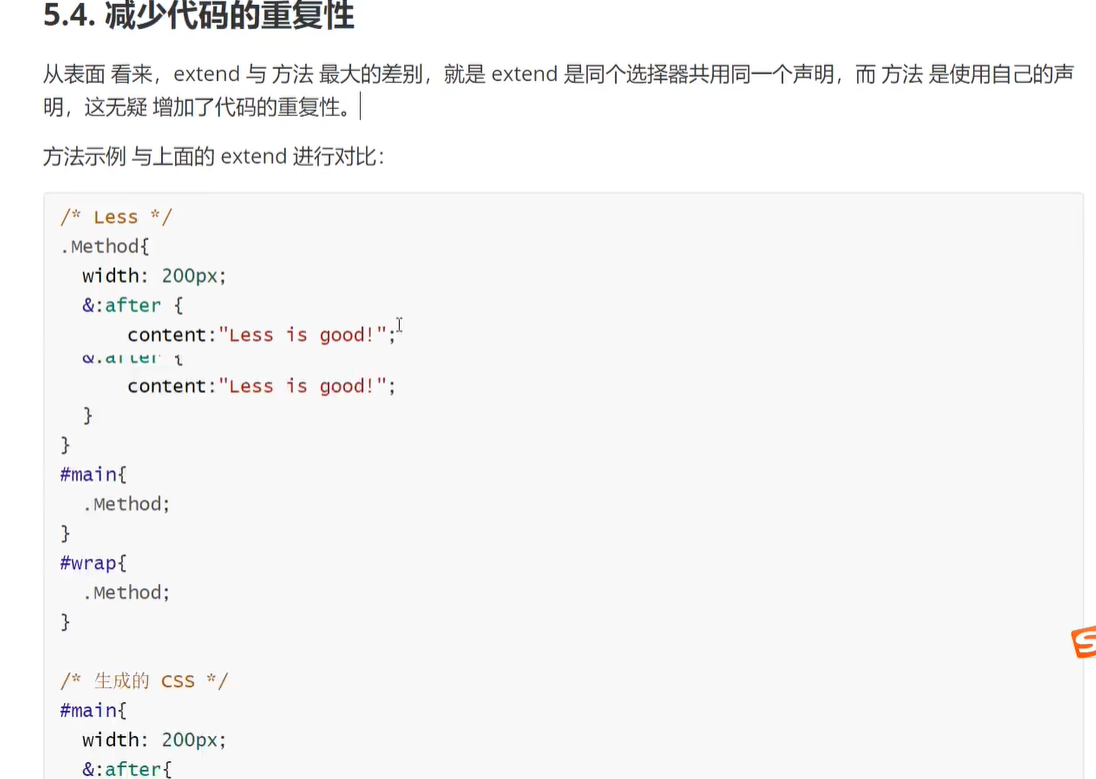 5.4. 减少代码的重复性
从表面 看来，extend 与 方法 最大的差别，就是 extend 是同个选择器共用同一个声明，而 方法 是使用自己的声
明，这无疑 增加了代码的重复性。
方法示例 与上面的 extend 进行对比：
/* Less */
.Method{
  width: 200px;
  &:after {
      content:"Less is good!";
  &:after {
      content:"Less is good!";
  }
}
#main{
  .Method;
}
#wrap{
  .Method;
}
/* 生成的 CSS */
#main{
  width: 200px;
  &:after{